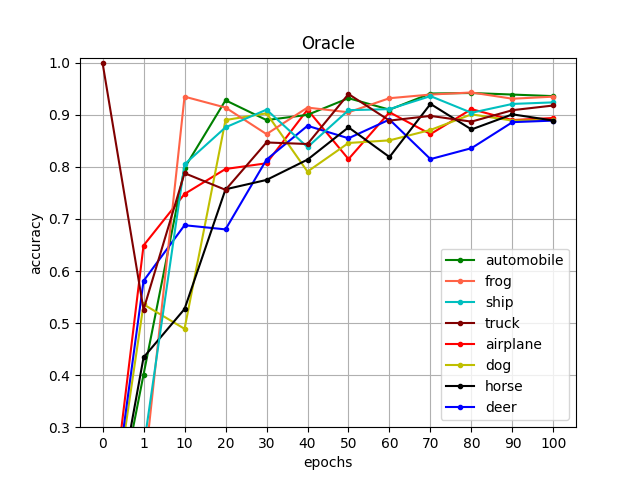 Oracle
accuracy
1.0
0.9
0.8
0.7
0.6
0.5
0.4
0.3
automobile
frog
ship
truck
airplane
dog
horse
deer
0 1 10 20 30 40 50 60 70 80 90 100
epochs